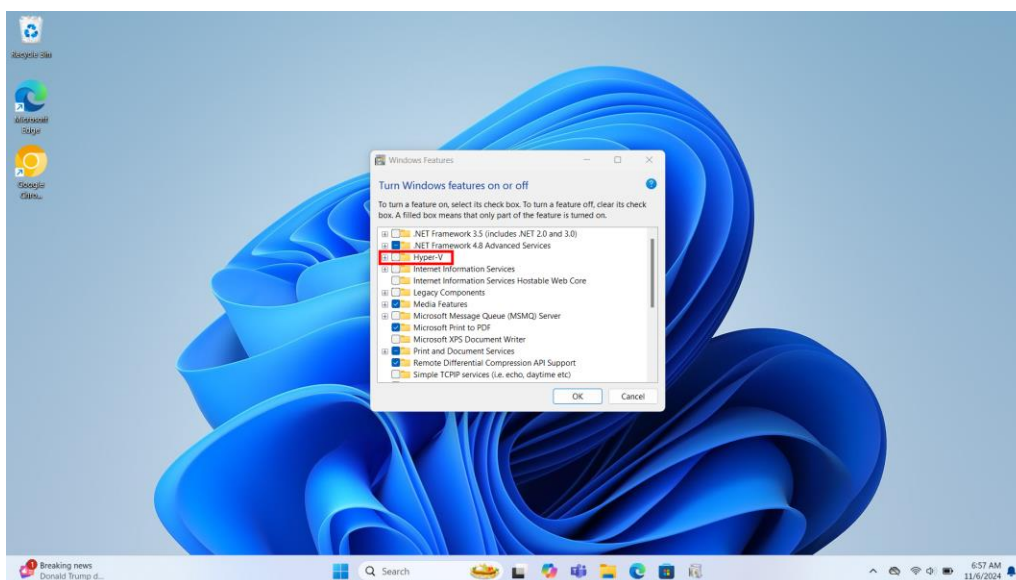 Recycle Bin
Microsoft
Edge
Google
Chro...
Windows Features
Turn Windows features on or off
To turn a feature on, select its check box. To turn a feature off, clear its check
box. A filled box means that only part of the feature is turned on.
.NET Framework 3.5 (includes .NET 2.0 and 3.0)
.NET Framework 4.8 Advanced Services
Hyper-V
Internet Information Services
Internet Information Services Hostable Web Core
Legacy Components
Media Features
Microsoft Message Queue (MSMQ) Server
Microsoft Print to PDF
Microsoft XPS Document Writer
Print and Document Services
Remote Differential Compression API Support
Simple TCPIP services (i.e. echo, daytime etc)
OK Cancel
Breaking news
Donald Trump d...
Search
6:57 AM
11/6/2024